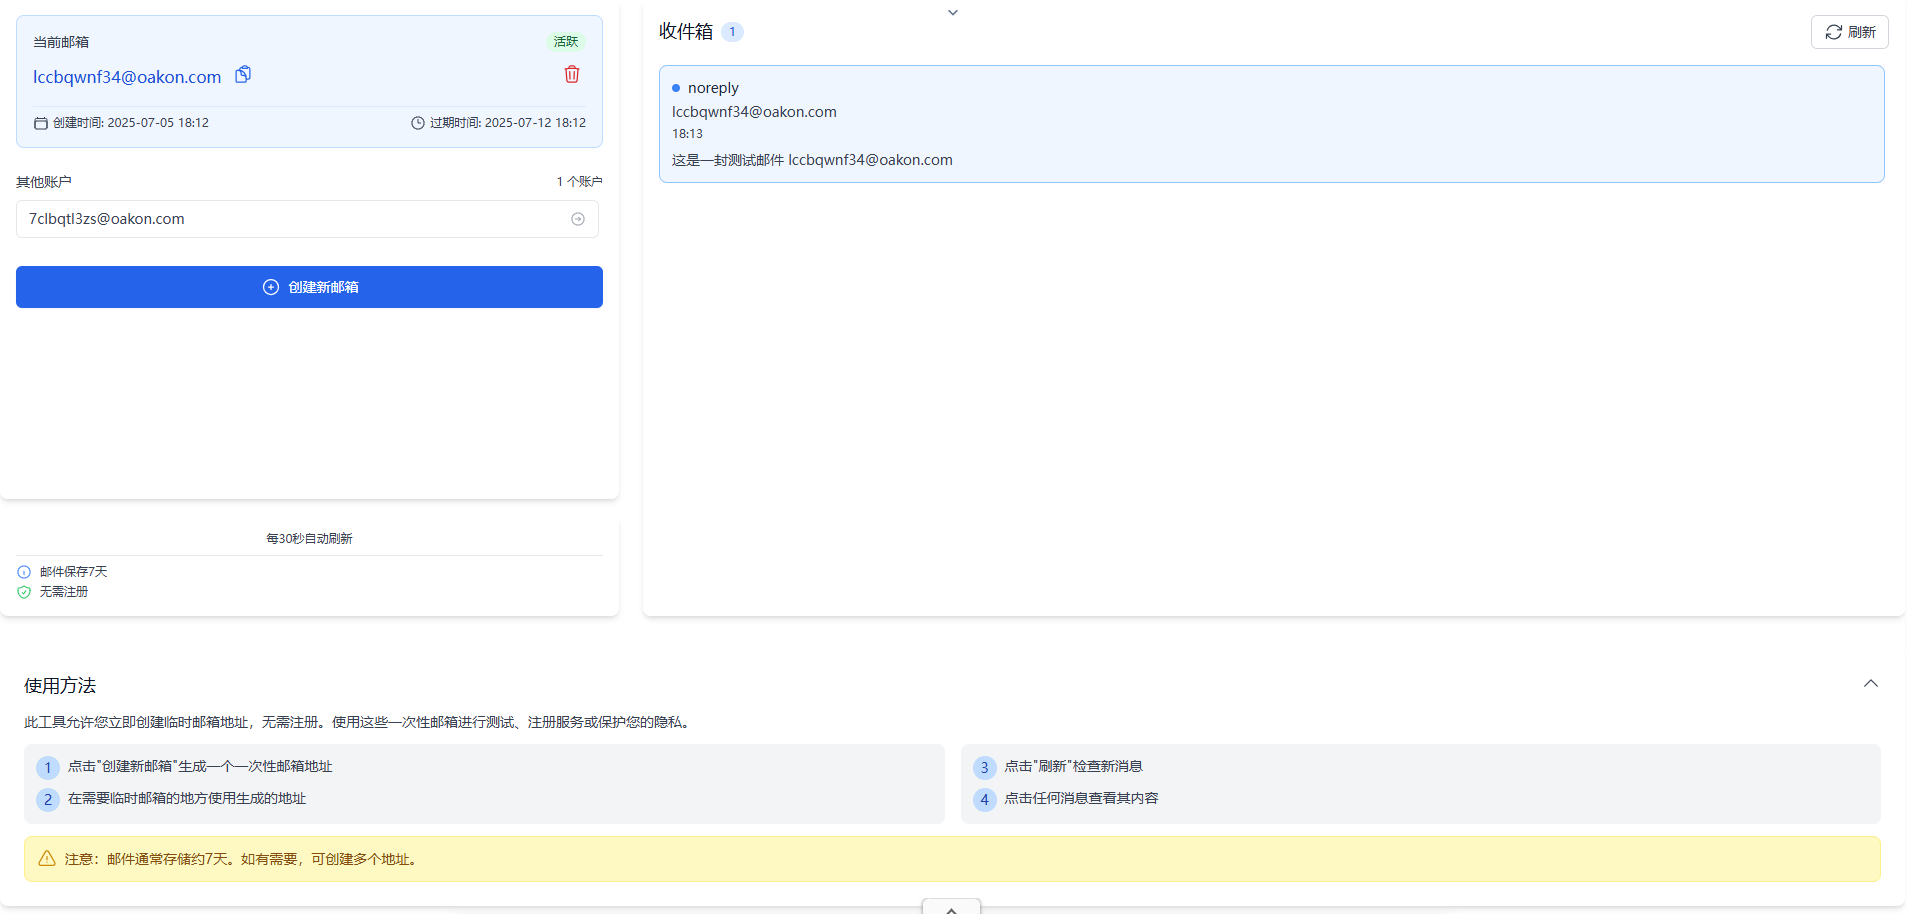 当前邮箱
活跃
lccbqwnf34@oakon.com
创建时间: 2025-07-05 18:12
过期时间: 2025-07-12 18:12
其他账户
1 个账户
7clbqtl3zs@oakon.com
创建新邮箱
每30秒自动刷新
邮件保存7天
无需注册
收件箱 1
刷新
noreply
lccbqwnf34@oakon.com
18:13
这是一封测试邮件 lccbqwnf34@oakon.com
使用方法
此工具允许您立即创建临时邮箱地址，无需注册。使用这些一次性邮箱进行测试、注册服务或保护您的隐私。
1 点击"创建新邮箱"生成一个一次性邮箱地址
2 在需要临时邮箱的地方使用生成的地址
3 点击"刷新"检查新消息
4 点击任何消息查看其内容
注意：邮件通常存储约7天。如有需要，可创建多个地址。